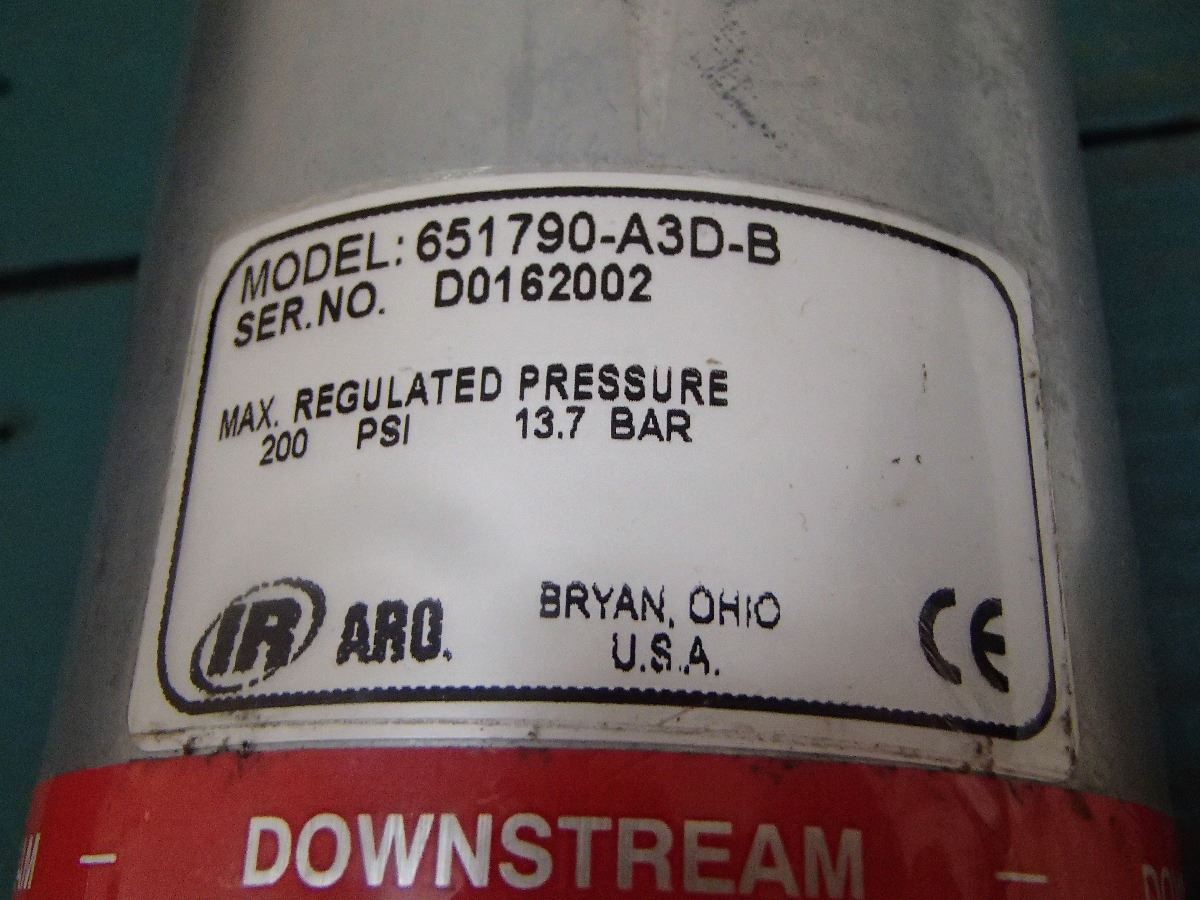 MODEL: 651790-A3D-B
SER.NO. D0162002
MAX. REGULATED PRESSURE
200 PSI 13.7 BAR
IR ARO.
BRYAN, OHIO
U.S.A.
CE
DOWNSTREAM